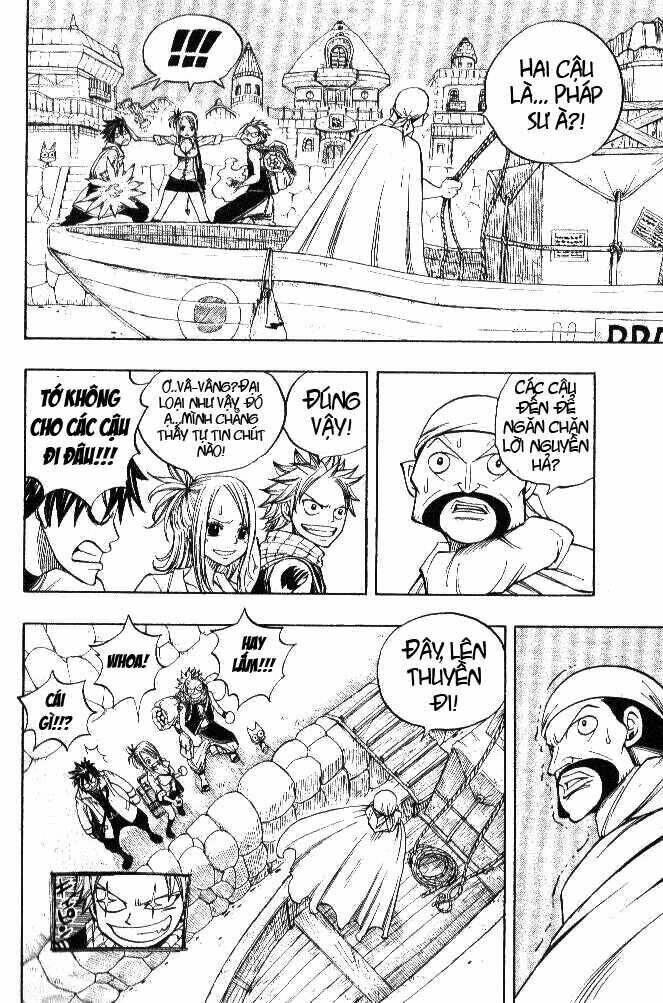 !!!
HAI CẬU
LÀ... PHÁP
SƯ À?!
TỚ KHÔNG
CHO CÁC CẬU
ĐI ĐÂU!!!
Ơ..VÂ-VÂNG?ĐẠI
LOẠI NHƯ VẬY, ĐÓ
Ạ...MÌNH CHẲNG
THẤY TỰ TIN CHÚT
NÀO!
ĐÚNG
VẬY!
CÁC CẬU
ĐẾN ĐỂ
NGĂN CHẶN
LỜI NGUYỀN
HẢ?
CÁI
GÌ!!?
WHOA!
HAY
LẮM!!!
ĐÂY, LÊN
THUYỀN
ĐI!